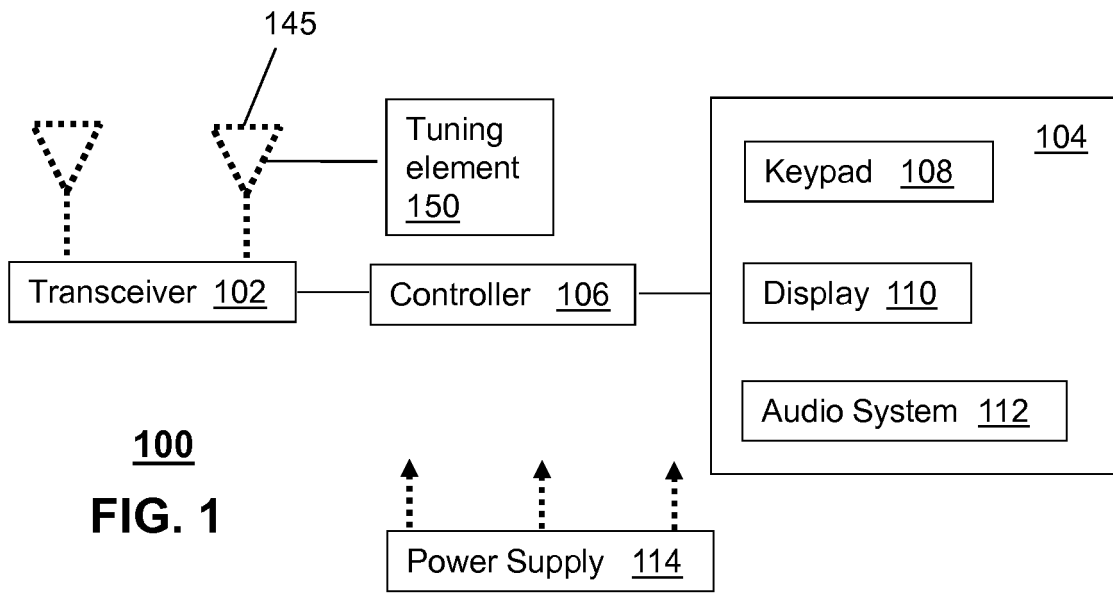 145
Tuning
element
150
104
Keypad 108
Transceiver 102
Controller 106
Display 110
Audio System 112
100
FIG. 1
Power Supply 114